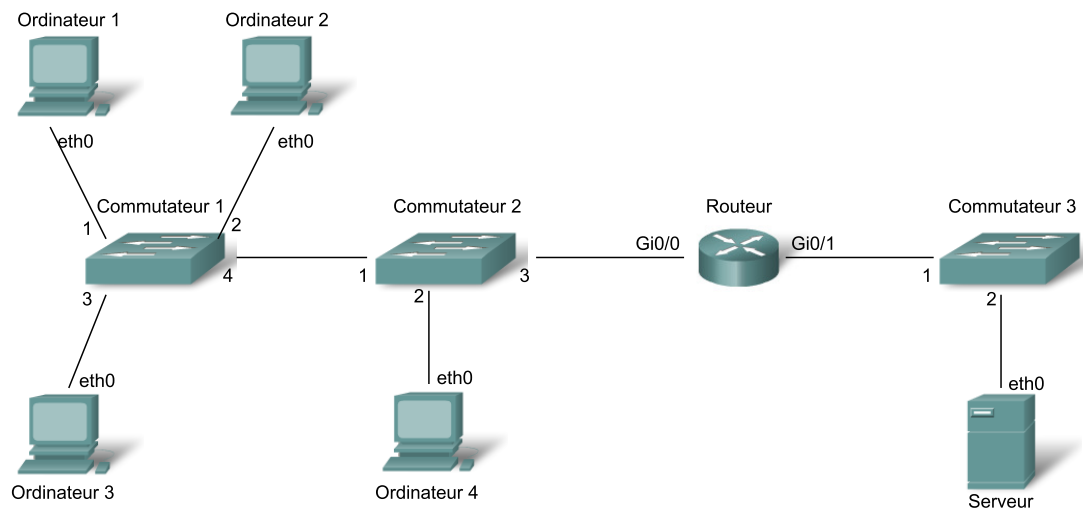 Ordinateur 1
Ordinateur 2
eth0
eth0
Commutateur 1
Commutateur 2
Routeur
Commutateur 3
1
2
Gi0/0
Gi0/1
3
4
1
2
3
1
2
eth0
eth0
eth0
Ordinateur 3
Ordinateur 4
Serveur